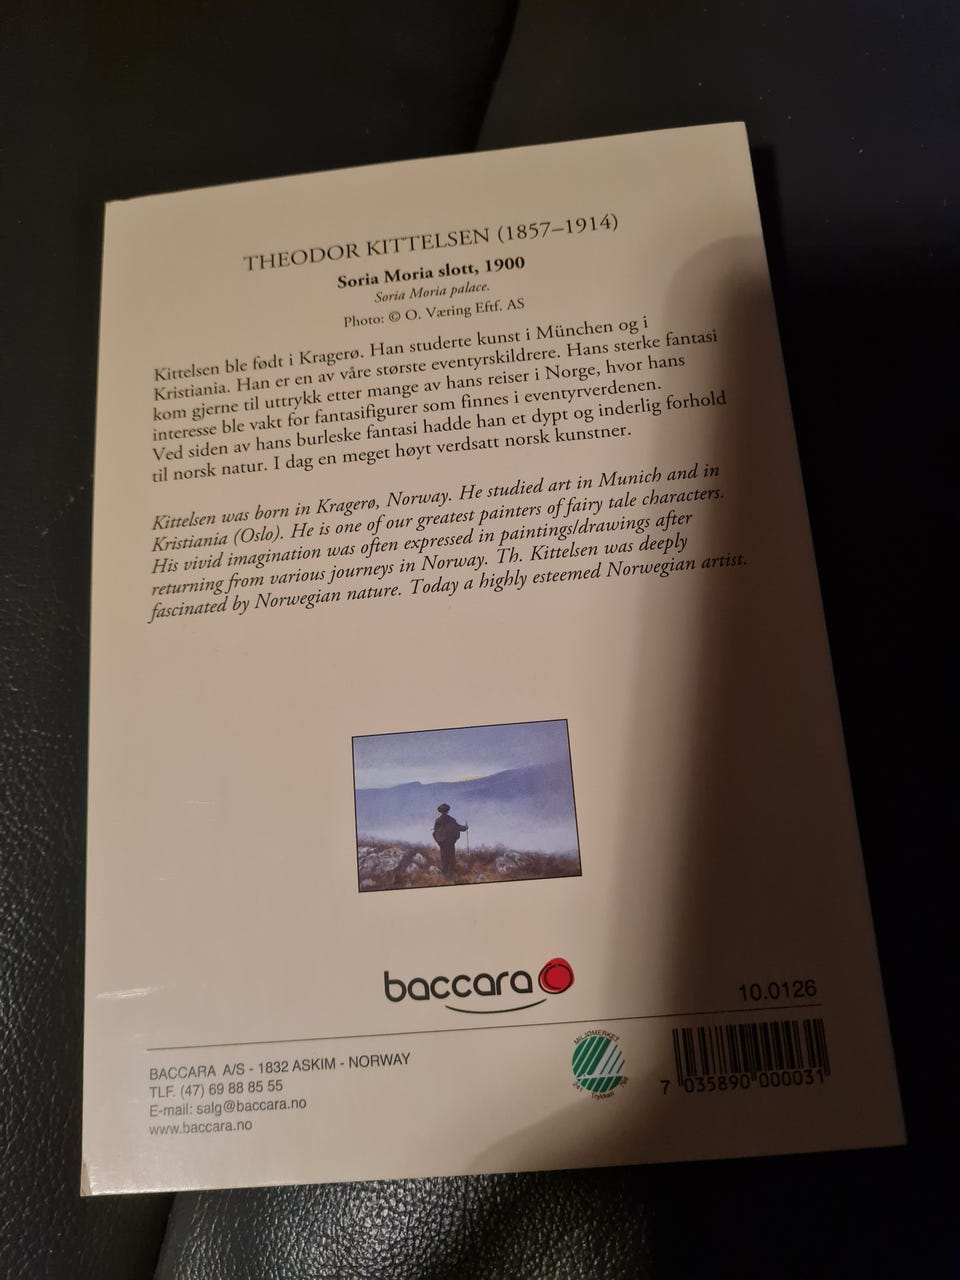 THEODOR KITTELSEN (1857–1914)
Soria Moria slott, 1900
Soria Moria palace.
Photo: © O. Væring Eftf. AS
Kittelsen ble født i Kragerø. Han studerte kunst i München og i
Kristiania. Han er en av våre største eventyrskildrere. Hans sterke fantasi
kom gjerne til uttrykk etter mange av hans reiser i Norge, hvor hans
interesse ble vakt for fantasifigurer som finnes i eventyrverdenen.
Ved siden av hans burleske fantasi hadde han et dypt og inderlig forhold
til norsk natur. I dag en meget høyt verdsatt norsk kunstner.
Kittelsen was born in Kragerø, Norway. He studied art in Munich and in
Kristiania (Oslo). He is one of our greatest painters of fairy tale characters.
His vivid imagination was often expressed in paintings/drawings after
returning from various journeys in Norway. Th. Kittelsen was deeply
fascinated by Norwegian nature. Today a highly esteemed Norwegian artist.
baccara
10.0126
BACCARA A/S - 1832 ASKIM - NORWAY
TLF. (47) 69 88 85 55
E-mail: salg@baccara.no
www.baccara.no
MILJØMERKET
241 Trykkeri
7 035890 000031